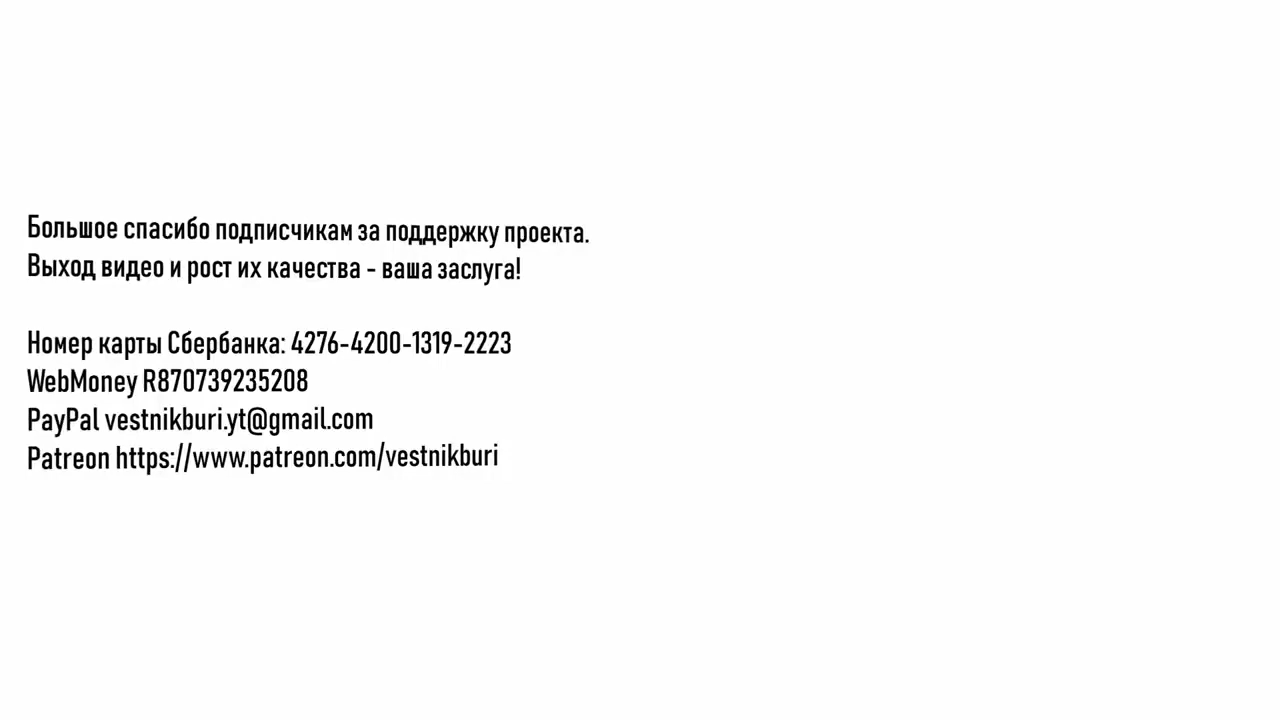 Большое спасибо подписчикам за поддержку проекта.
Выход видео и рост их качества - ваша заслуга!
Номер карты Сбербанка: 4276-4200-1319-2223
WebMoney R870739235208
PayPal vestnikburi.yt@gmail.com
Patreon https://www.patreon.com/vestnikburi